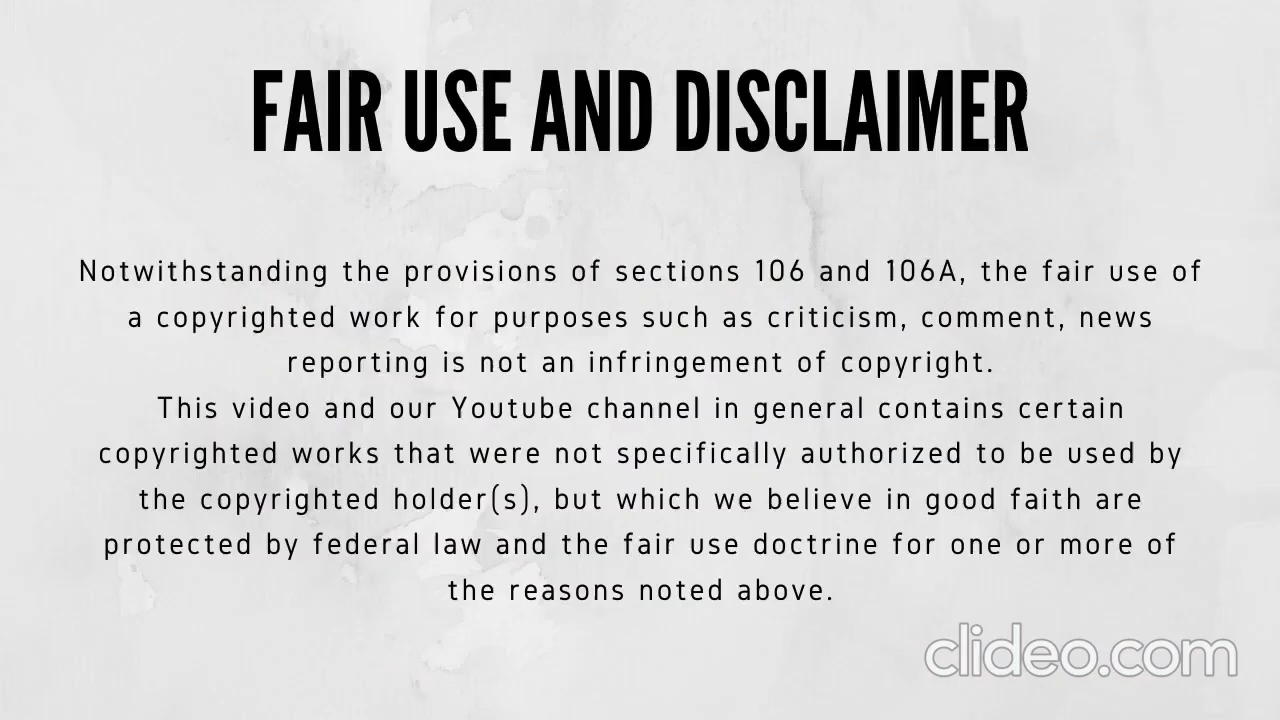 FAIR USE AND DISCLAIMER
Notwithstanding the provisions of sections 106 and 106A, the fair use of
a copyrighted work for purposes such as criticism, comment, news
reporting is not an infringement of copyright.
This video and our Youtube channel in general contains certain
copyrighted works that were not specifically authorized to be used by
the copyrighted holder(s), but which we believe in good faith are
protected by federal law and the fair use doctrine for one or more of
the reasons noted above.
clideo.com